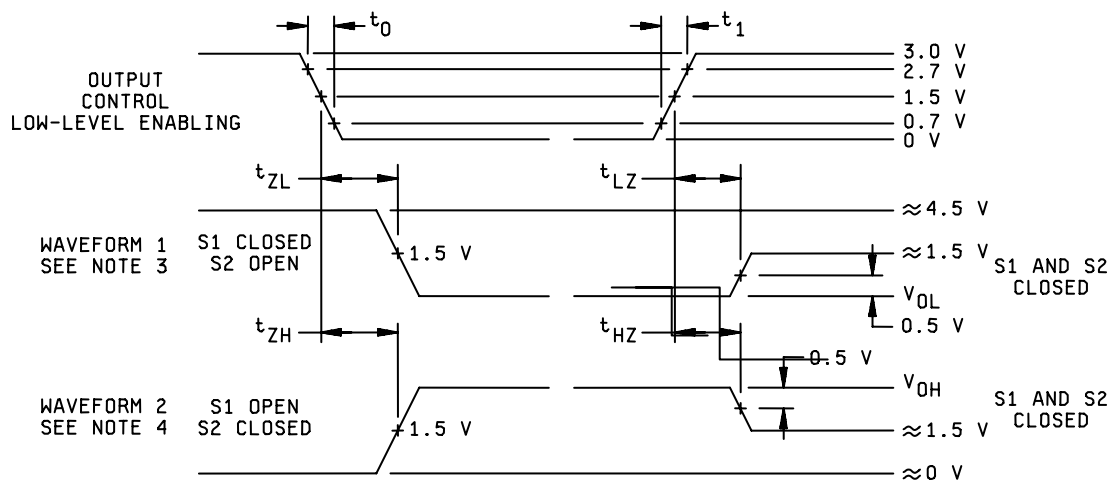 t0
t1
OUTPUT
CONTROL
LOW-LEVEL ENABLING
3.0 V
2.7 V
1.5 V
0.7 V
0 V
tZL
tLZ
≈4.5 V
WAVEFORM 1
SEE NOTE 3
S1 CLOSED
S2 OPEN
1.5 V
≈1.5 V
S1 AND S2
CLOSED
VOL
0.5 V
tZH
tHZ
0.5 V
VOH
WAVEFORM 2
SEE NOTE 4
S1 OPEN
S2 CLOSED
1.5 V
S1 AND S2
CLOSED
≈1.5 V
≈0 V